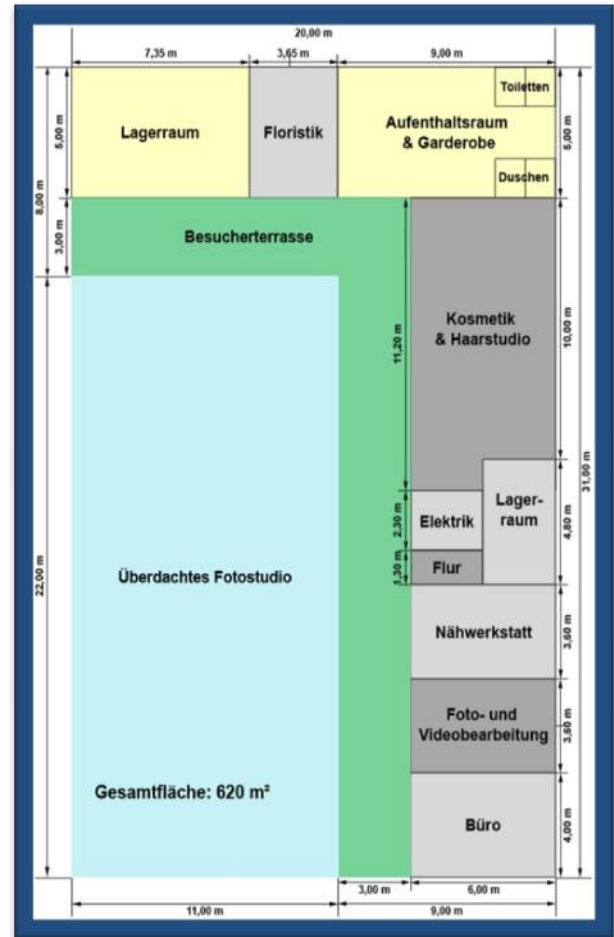 20,00 m
7,35 m
3,65 m
9,00 m
Toiletten
Lagerraum
Floristik
Aufenthaltsraum
& Garderobe
5,00 m
5,00 m
Duschen
8,00 m
3,00 m
Besucherterrasse
Kosmetik
& Haarstudio
11,20 m
10,00 m
31,00 m
Lager-
raum
Elektrik
2,30 m
4,80 m
Flur
1,30 m
Überdachtes Fotostudio
22,00 m
Nähwerkstatt
3,60 m
Foto- und
Videobearbeitung
3,60 m
Gesamtfläche: 620 m²
Büro
4,00 m
3,00 m
6,00 m
11,00 m
9,00 m